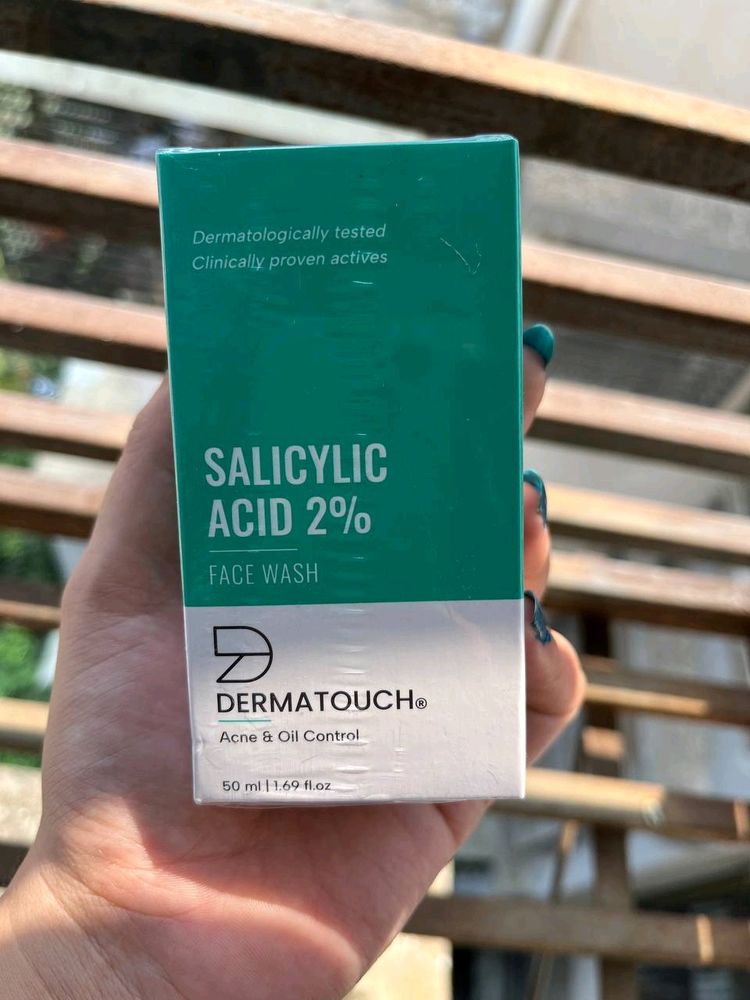 Dermatologically tested
Clinically proven actives
SALICYLIC
ACID 2%
FACE WASH
DERMATOUCH®
Acne & Oil Control
50 ml | 1.69 fl.oz